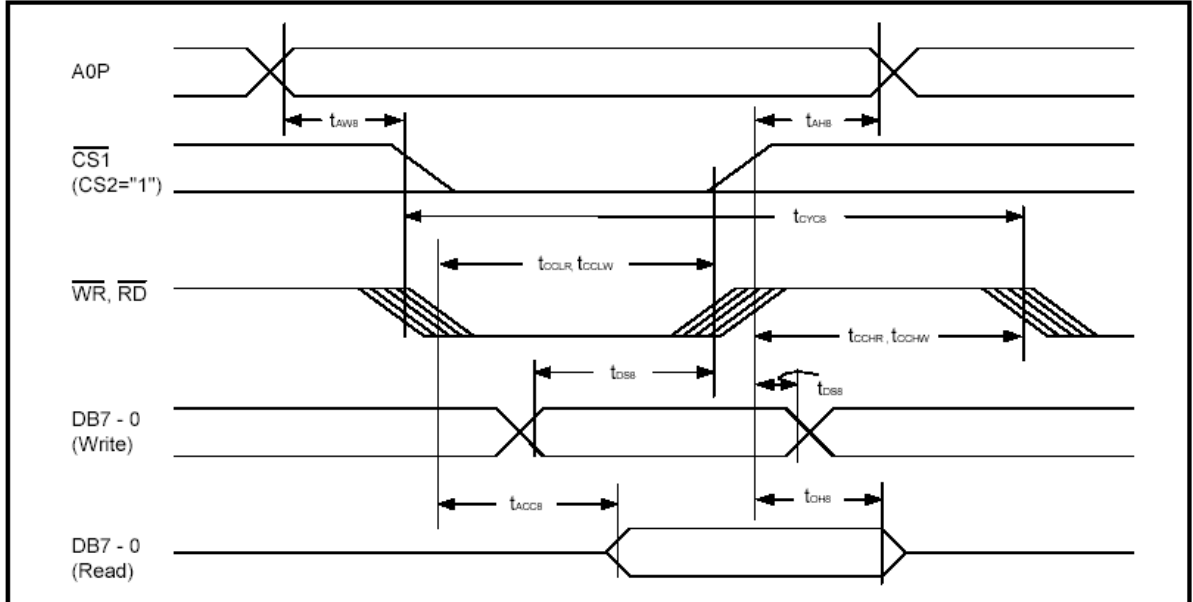 A0P
tAW8
tAH8
CS1
(CS2="1")
tCYC8
tCCLR, tCCLW
WR, RD
tCCHR, tCCHW
tDS8
tDS8
DB7 - 0
(Write)
tACC8
tOH8
DB7 - 0
(Read)